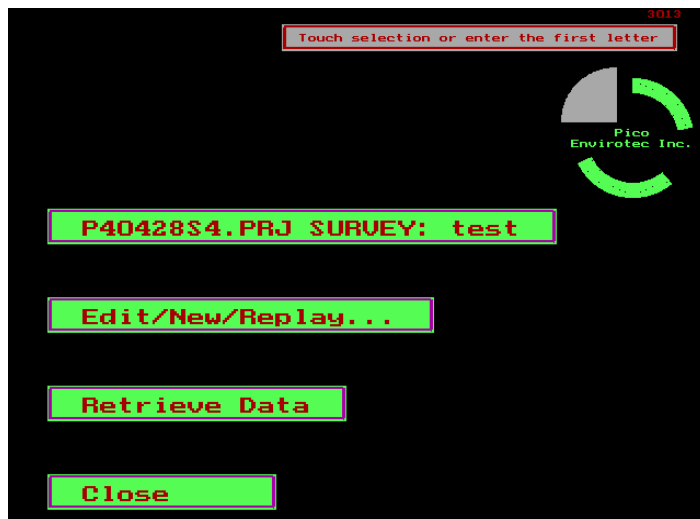 3013
Touch selection or enter the first letter
Pico
Envirotec Inc.
P40428S4.PRJ SURVEY: test
Edit/New/Replay...
Retrieve Data
Close